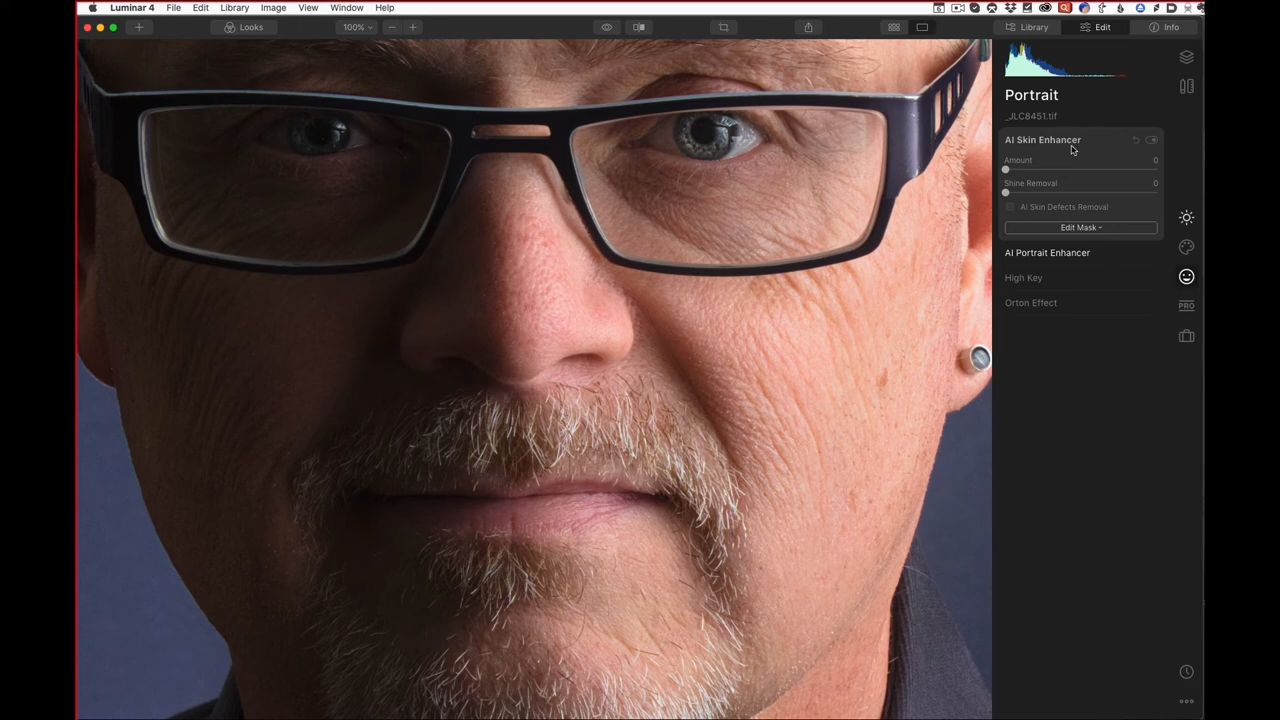 Luminar 4 File Edit Library Image View Window Help
Looks 100% Library Edit Info
Portrait
_JLC8451.tif
AI Skin Enhancer
Amount 0
Shine Removal 0
AI Skin Defects Removal
Edit Mask
AI Portrait Enhancer
High Key
PRO
Orton Effect